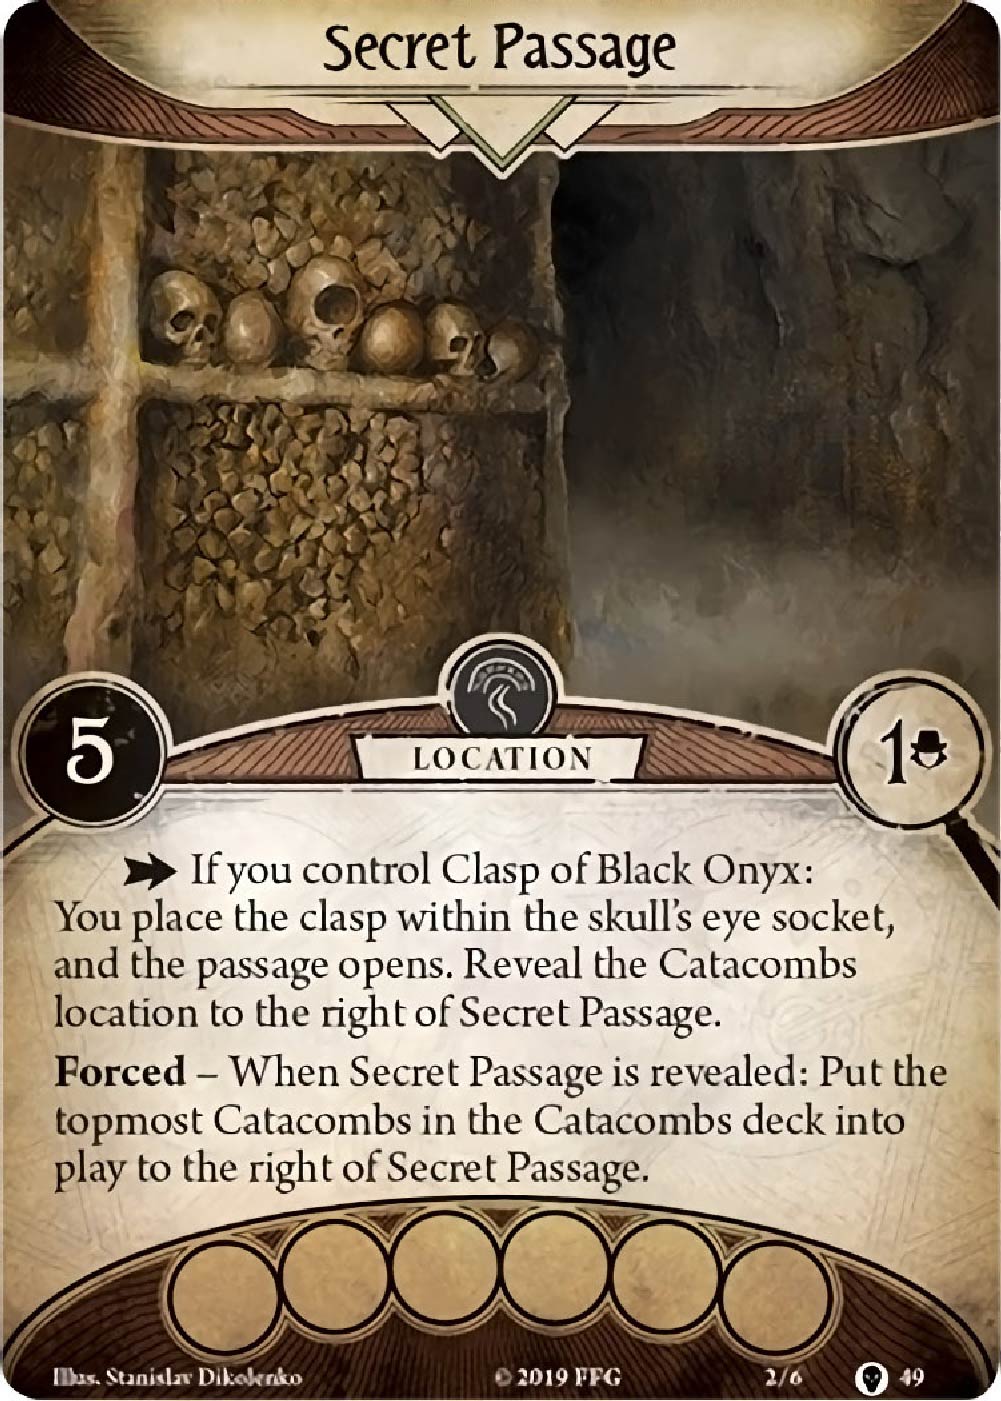 Secret Passage
5
LOCATION
1
If you control Clasp of Black Onyx:
You place the clasp within the skull's eye socket,
and the passage opens. Reveal the Catacombs
location to the right of Secret Passage.
Forced – When Secret Passage is revealed: Put the
topmost Catacombs in the Catacombs deck into
play to the right of Secret Passage.
Illus. Stanislav Dikolenko © 2019 FFG 2/6 49